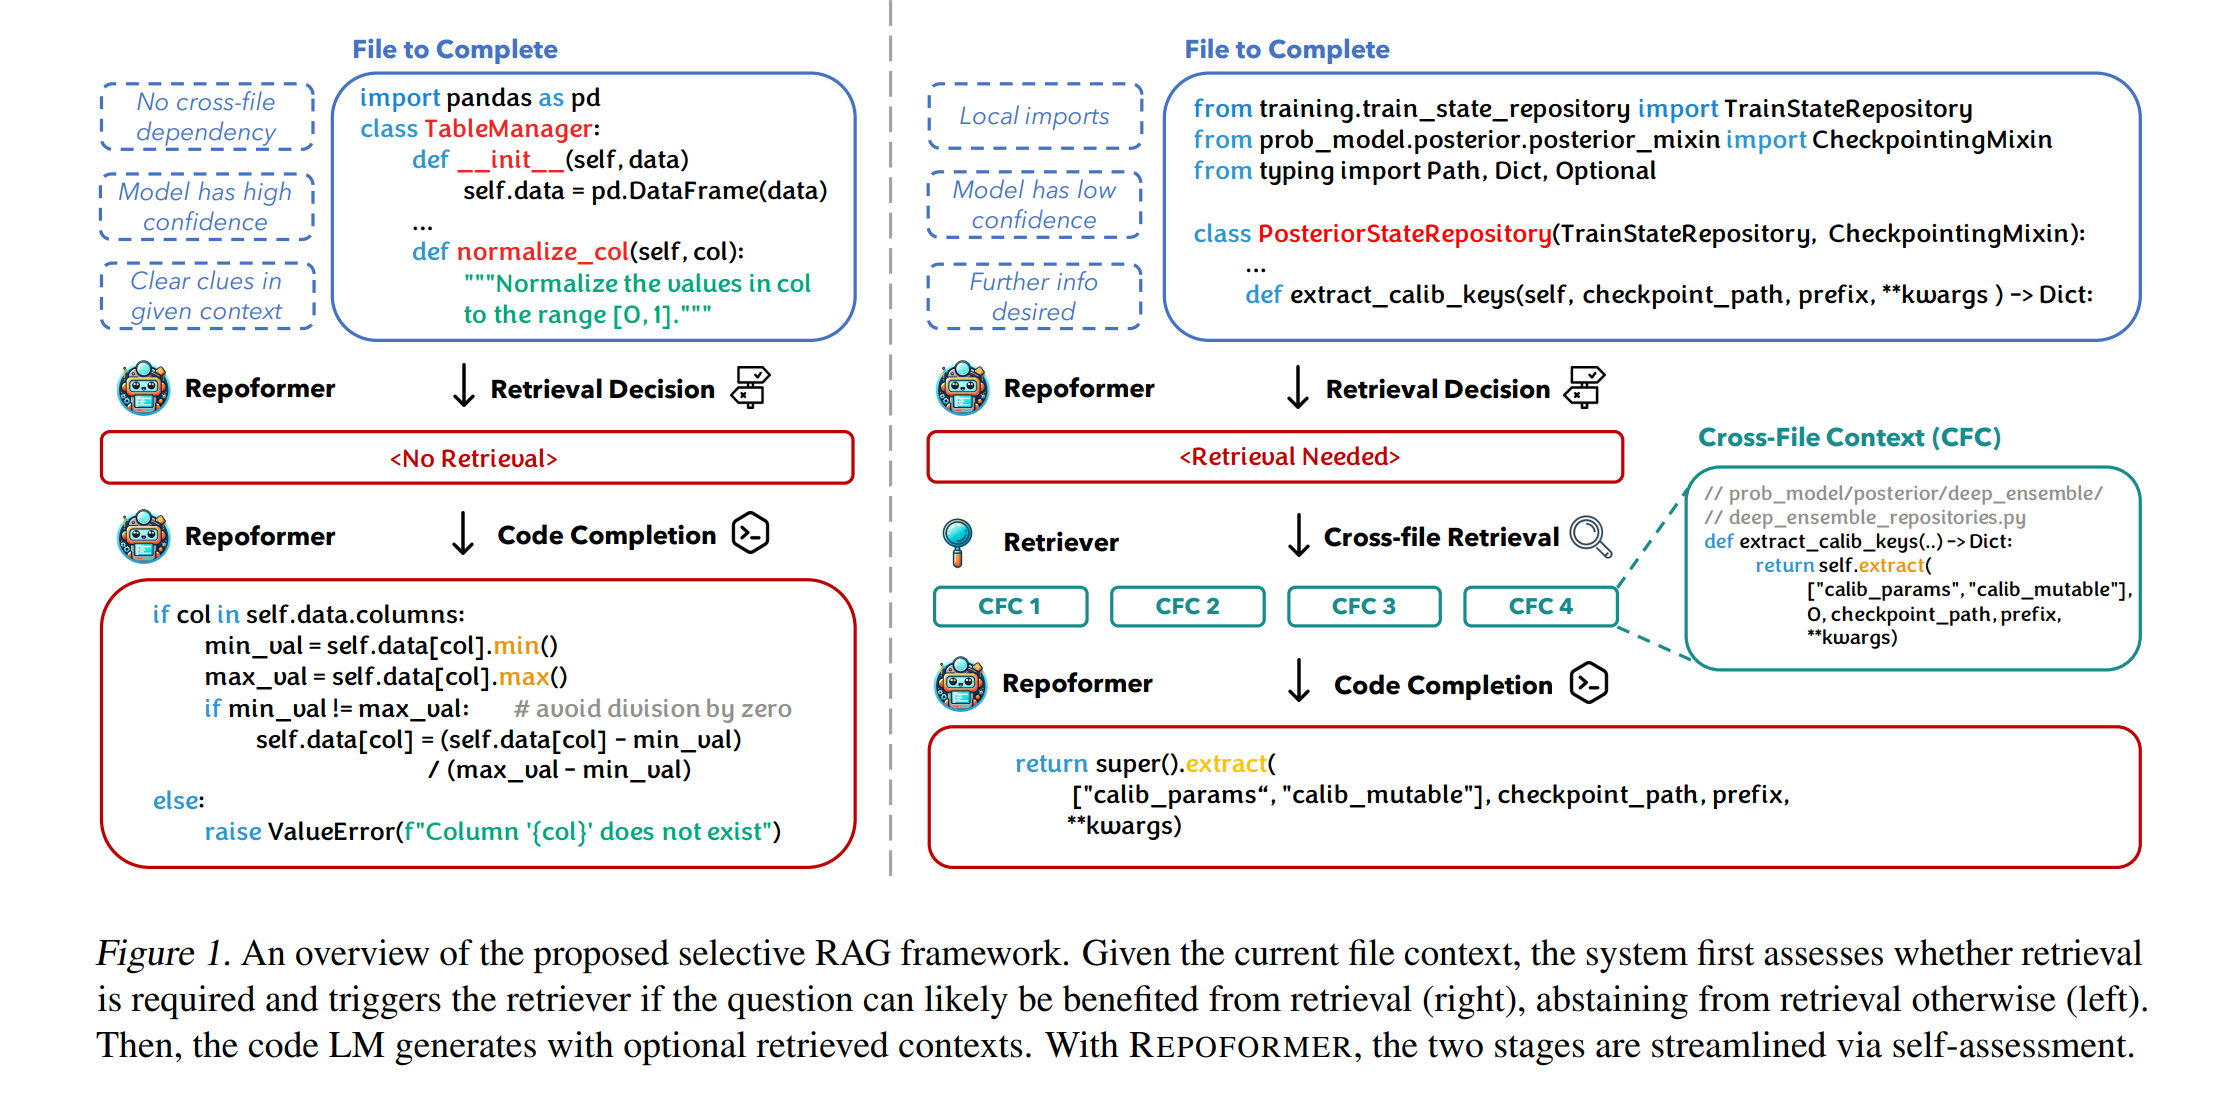 File to Complete
No cross-file
dependency
Model has high
confidence
Clear clues in
given context
import pandas as pd
class TableManager:
def __init__(self, data)
self.data = pd.DataFrame(data)
...
def normalize_col(self, col):
"""Normalize the values in col
to the range [0, 1]."""
Repoformer
Retrieval Decision
<No Retrieval>
Repoformer
Code Completion
if col in self.data.columns:
min_val = self.data[col].min()
max_val = self.data[col].max()
if min_val != max_val: # avoid division by zero
self.data[col] = (self.data[col] - min_val)
/ (max_val - min_val)
else:
raise ValueError(f"Column '{col}' does not exist")
File to Complete
Local imports
Model has low
confidence
Further info
desired
from training.train_state_repository import TrainStateRepository
from prob_model.posterior.posterior_mixin import CheckpointingMixin
from typing import Path, Dict, Optional
class PosteriorStateRepository(TrainStateRepository, CheckpointingMixin):
...
def extract_calib_keys(self, checkpoint_path, prefix, **kwargs ) -> Dict:
Repoformer
Retrieval Decision
<Retrieval Needed>
Retriever
Cross-file Retrieval
CFC 1 CFC 2 CFC 3 CFC 4
Cross-File Context (CFC)
// prob_model/posterior/deep_ensemble/
// deep_ensemble_repositories.py
def extract_calib_keys(..) -> Dict:
return self.extract(
["calib_params", "calib_mutable"],
0, checkpoint_path, prefix,
**kwargs)
Repoformer
Code Completion
return super().extract(
["calib_params“, "calib_mutable"], checkpoint_path, prefix,
**kwargs)
Figure 1. An overview of the proposed selective RAG framework. Given the current file context, the system first assesses whether retrieval
is required and triggers the retriever if the question can likely be benefited from retrieval (right), abstaining from retrieval otherwise (left).
Then, the code LM generates with optional retrieved contexts. With REPOFORMER, the two stages are streamlined via self-assessment.